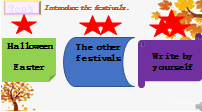 Introduce the festivals.
Halloween
Easter
The other
festivals
Write by
yourself